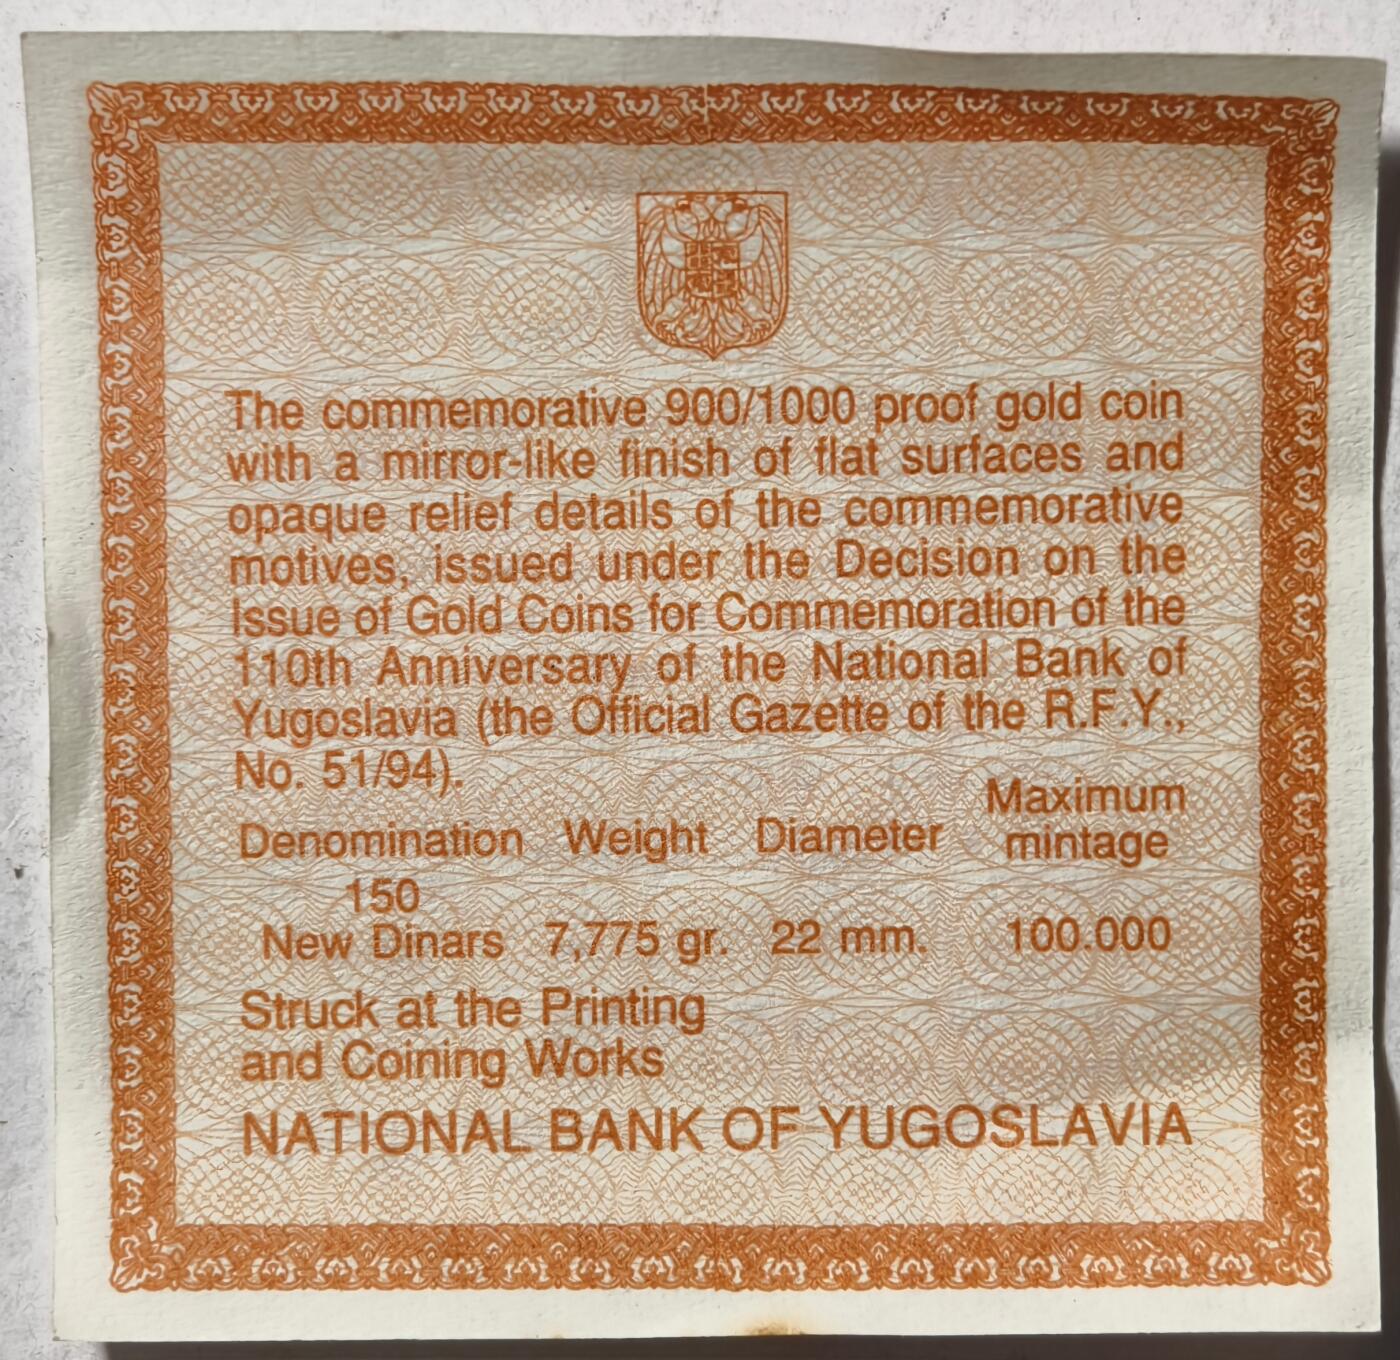 The commemorative 900/1000 proof gold coin
with a mirror-like finish of flat surfaces and
opaque relief details of the commemorative
motives, issued under the Decision on the
Issue of Gold Coins for Commemoration of the
110th Anniversary of the National Bank of
Yugoslavia (the Official Gazette of the R.F.Y.,
No. 51/94).
Denomination Weight Diameter Maximum mintage
150
New Dinars 7,775 gr. 22 mm. 100.000
Struck at the Printing
and Coining Works
NATIONAL BANK OF YUGOSLAVIA